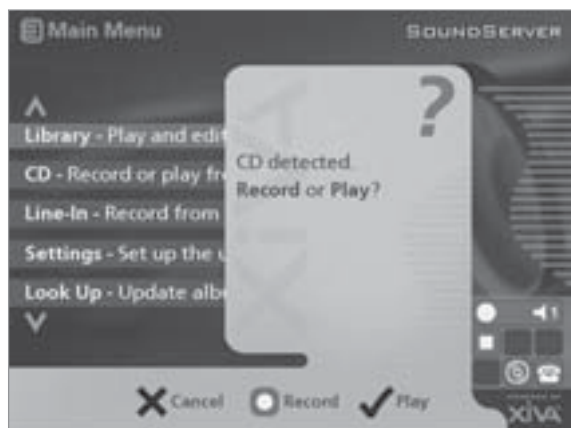 Main Menu
SOUNDSERVER
Library - Play and edit
CD - Record or play fr
Line-In - Record from
Settings - Set up the u
Look Up - Update alb
?
CD detected.
Record or Play?
1
Cancel
Record
Play
XiVA